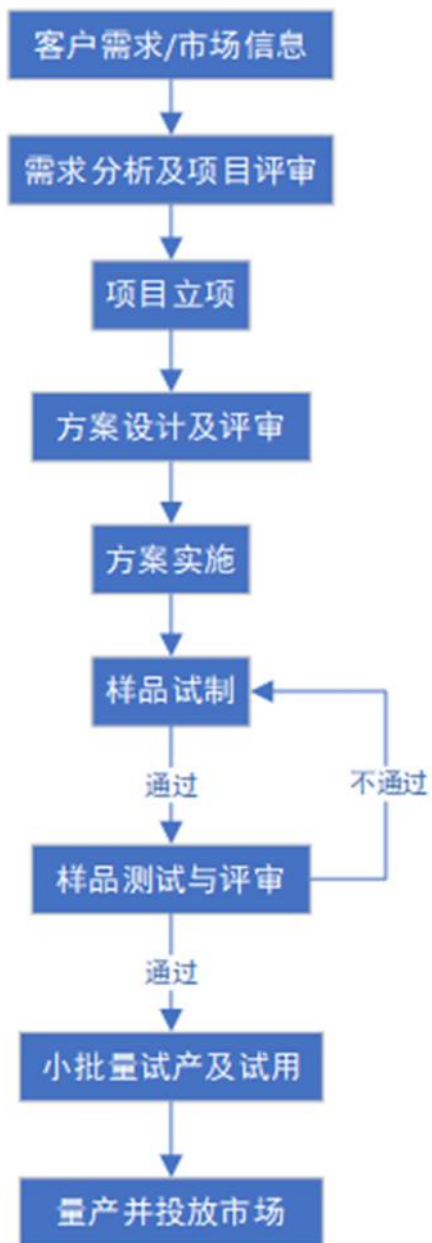 客户需求/市场信息
需求分析及项目评审
项目立项
方案设计及评审
方案实施
样品试制
通过
不通过
样品测试与评审
通过
小批量试产及试用
量产并投放市场